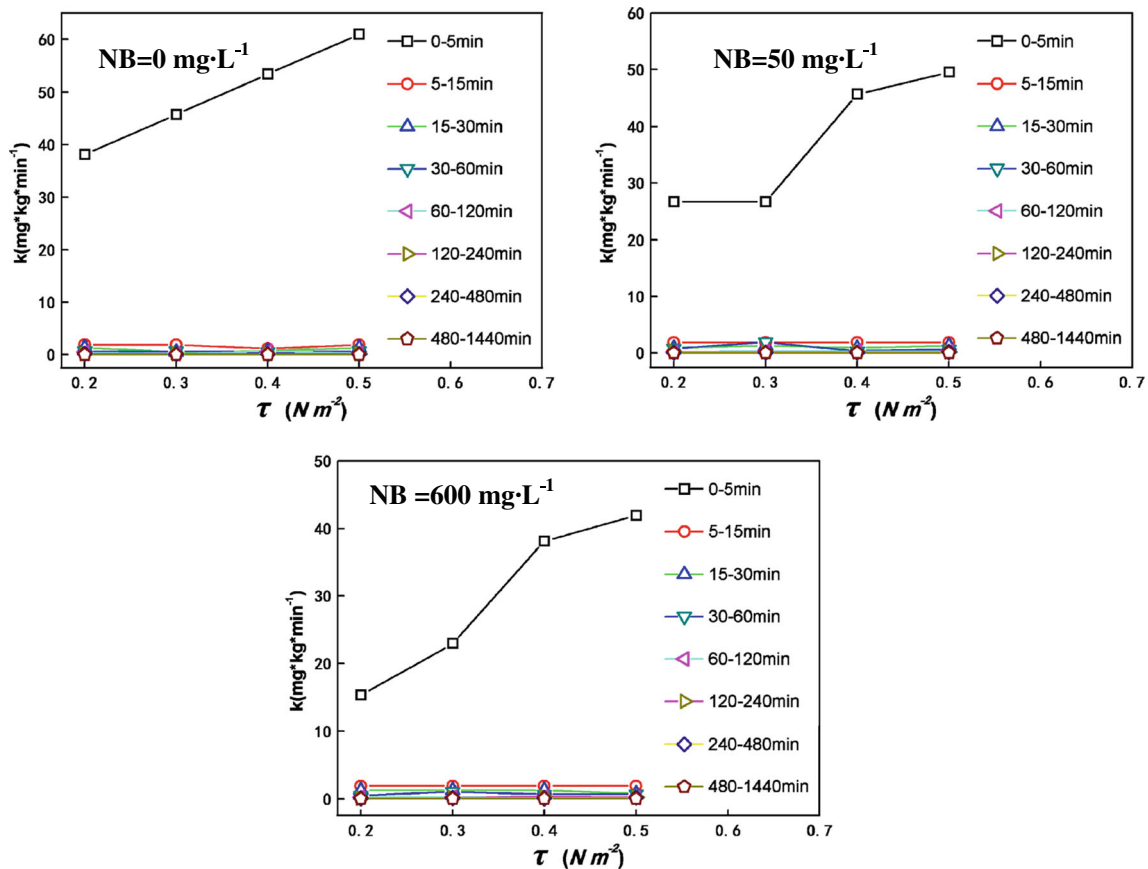 NB=0 mg·L⁻¹
k(mg*kg*min⁻¹)
60
50
40
30
20
10
0
0-5min
5-15min
15-30min
30-60min
60-120min
120-240min
240-480min
480-1440min
0.2 0.3 0.4 0.5 0.6 0.7
τ (N m⁻²)
NB=50 mg·L⁻¹
k(mg*kg*min⁻¹)
60
50
40
30
20
10
0
0-5min
5-15min
15-30min
30-60min
60-120min
120-240min
240-480min
480-1440min
0.2 0.3 0.4 0.5 0.6 0.7
τ (N m⁻²)
NB =600 mg·L⁻¹
k(mg*kg*min⁻¹)
50
40
30
20
10
0
0-5min
5-15min
15-30min
30-60min
60-120min
120-240min
240-480min
480-1440min
0.2 0.3 0.4 0.5 0.6 0.7
τ (N m⁻²)